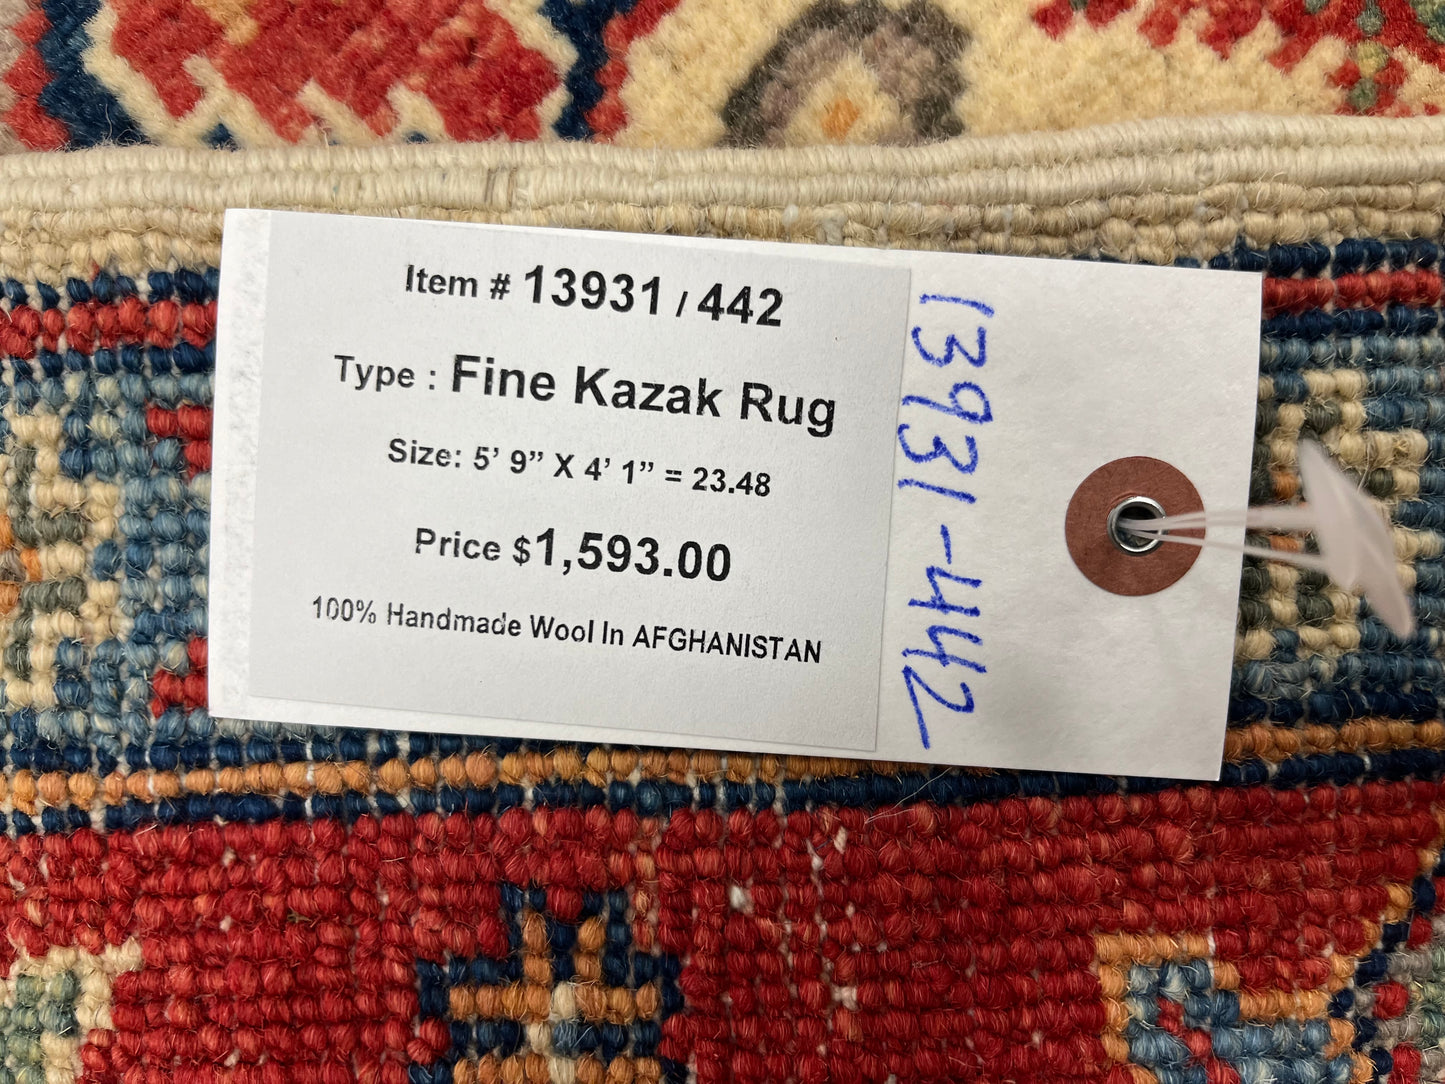 Item # 13931 / 442
Type : Fine Kazak Rug
Size: 5’ 9” X 4’ 1” = 23.48
Price $1,593.00
100% Handmade Wool In AFGHANISTAN
13931-442